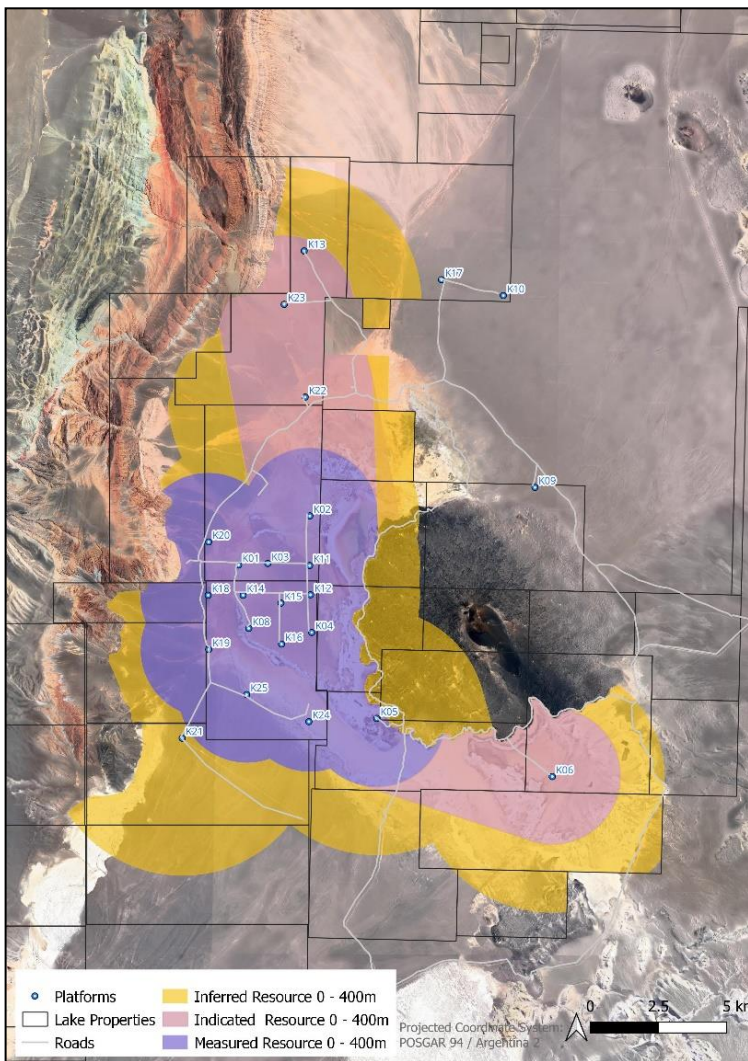 K13
K17
K10
K23
K22
K09
K02
K20
K01
K03
K11
K18
K14
K12
K15
K08
K04
K16
K19
K25
K05
K24
K21
K06
Platforms
Lake Properties
Roads
Inferred Resource 0 - 400m
Indicated Resource 0 - 400m
Measured Resource 0 - 400m
Projected Coordinate System:
POSGAR 94 / Argentina 2
0 2.5 5 km